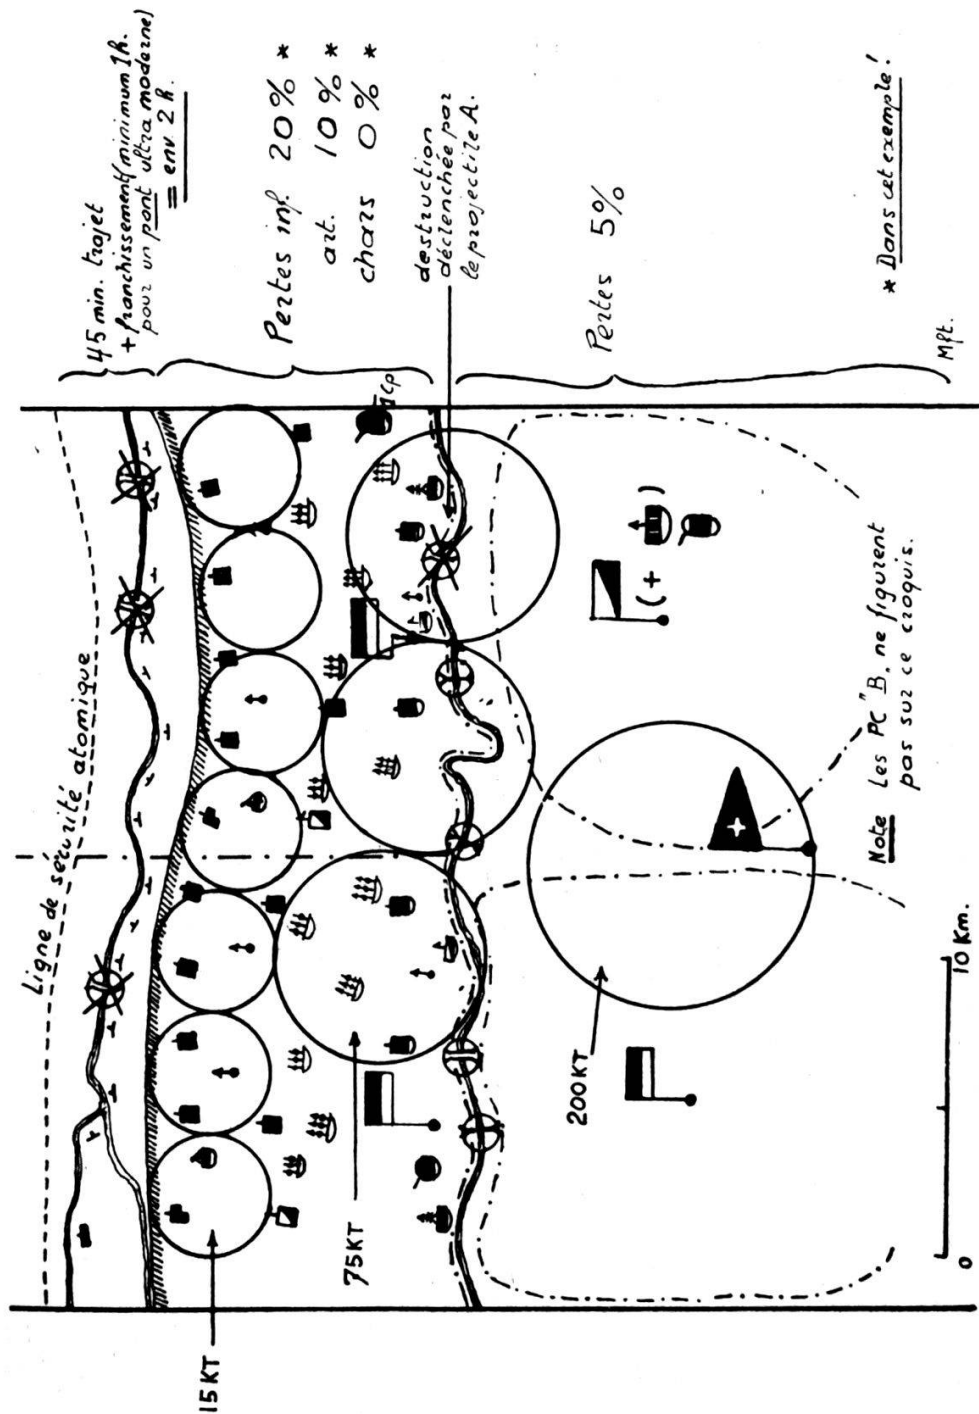 Ligne de sécurité atomique
45 min. trajet
+ franchissement (minimum 1 h.
pour un pont ultra moderne)
= env. 2 h.
Pertes inf. 20% *
art. 10% *
chars 0% *
destruction
déclenchée par
le projectile A.
Pertes 5%
* Dans cet exemple!
Mft.
15 KT
75 KT
200 KT
Cp
(+ )
Note Les PC "B" ne figurent
pas sur ce croquis.
0 10 Km.